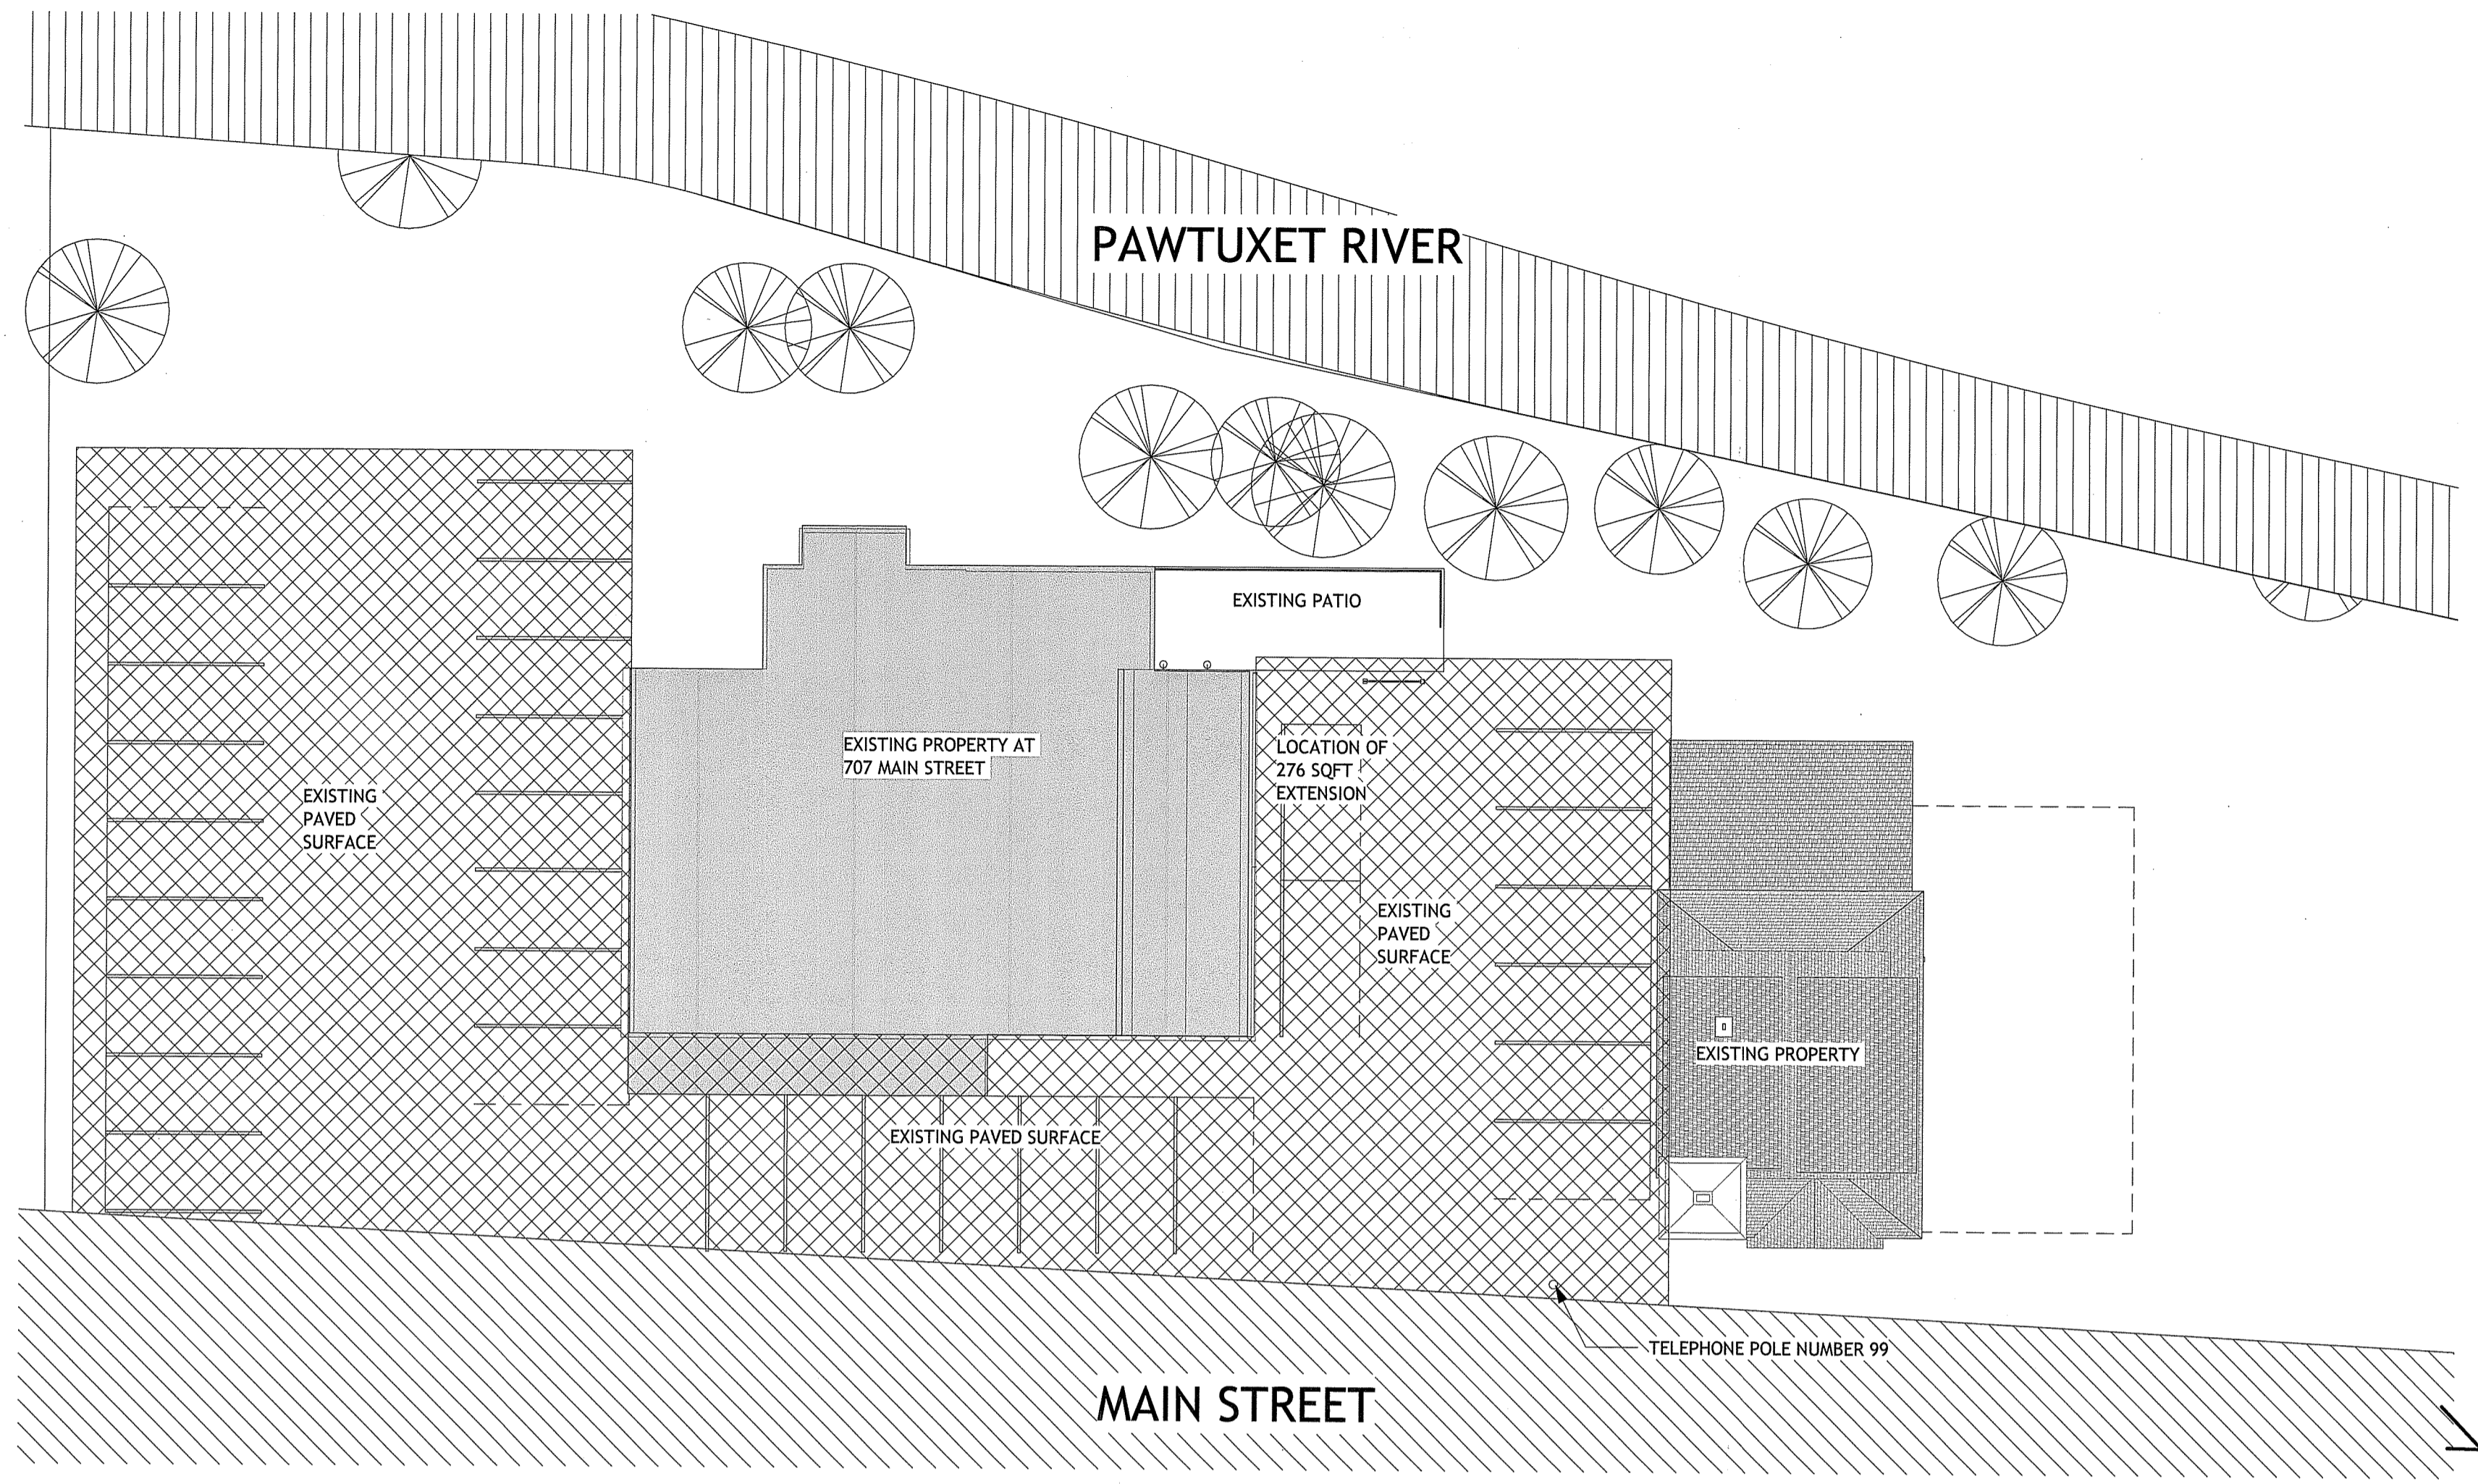 PAWTUXET RIVER
EXISTING PATIO
EXISTING PROPERTY AT
707 MAIN STREET
LOCATION OF
276 SQFT
EXTENSION
EXISTING
PAVED
SURFACE
EXISTING
PAVED
SURFACE
EXISTING PROPERTY
EXISTING PAVED SURFACE
TELEPHONE POLE NUMBER 99
MAIN STREET